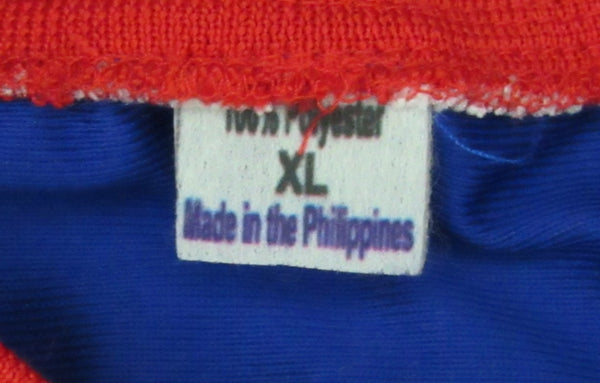 100% Polyester
XL
Made in the Philippines